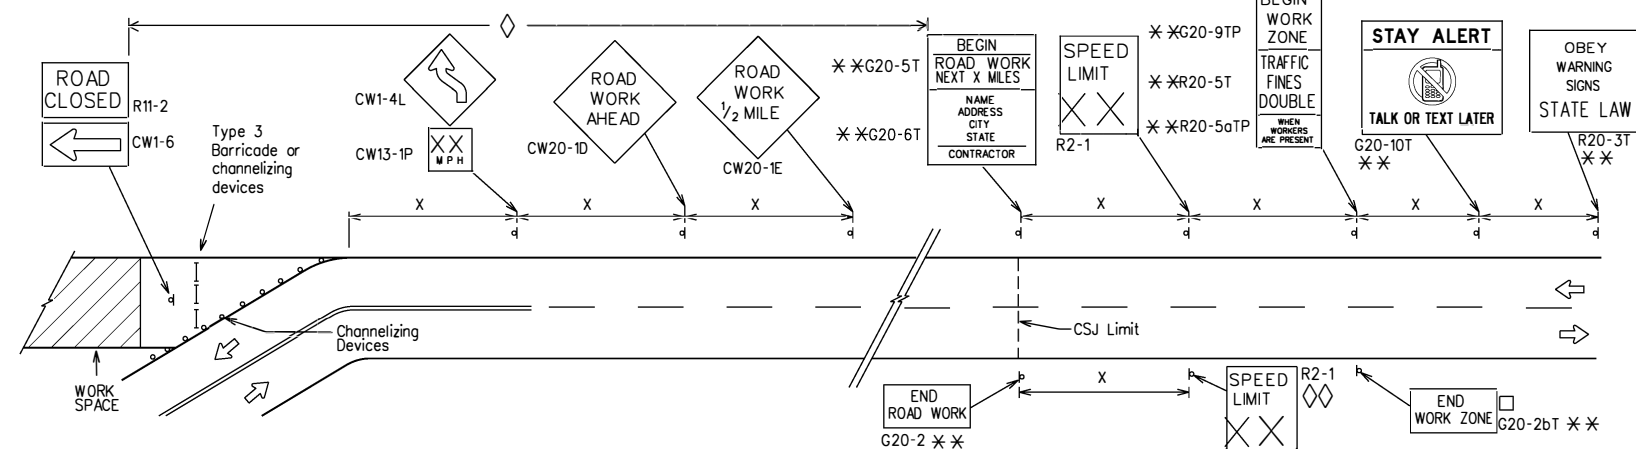 ROAD
CLOSED
R11-2
CW1-6
Type 3
Barricade or
channelizing
devices
CW1-4L
XX
MPH
CW13-1P
ROAD
WORK
AHEAD
CW20-1D
ROAD
WORK
1/2 MILE
CW20-1E
**G20-5T
**G20-6T
BEGIN
ROAD WORK
NEXT X MILES
NAME
ADDRESS
CITY
STATE
CONTRACTOR
SPEED
LIMIT
XX
R2-1
**G20-9TP
**R20-5T
**R20-5aTP
BEGIN
WORK
ZONE
TRAFFIC
FINES
DOUBLE
WHEN
WORKERS
ARE PRESENT
STAY ALERT
TALK OR TEXT LATER
G20-10T
**
OBEY
WARNING
SIGNS
STATE LAW
R20-3T
**
X
X
X
X
X
X
X
Channelizing
Devices
CSJ Limit
WORK
SPACE
END
ROAD WORK
G20-2 **
X
SPEED
LIMIT
XX
R2-1
◊◊
END
WORK ZONE
□
G20-2bT **